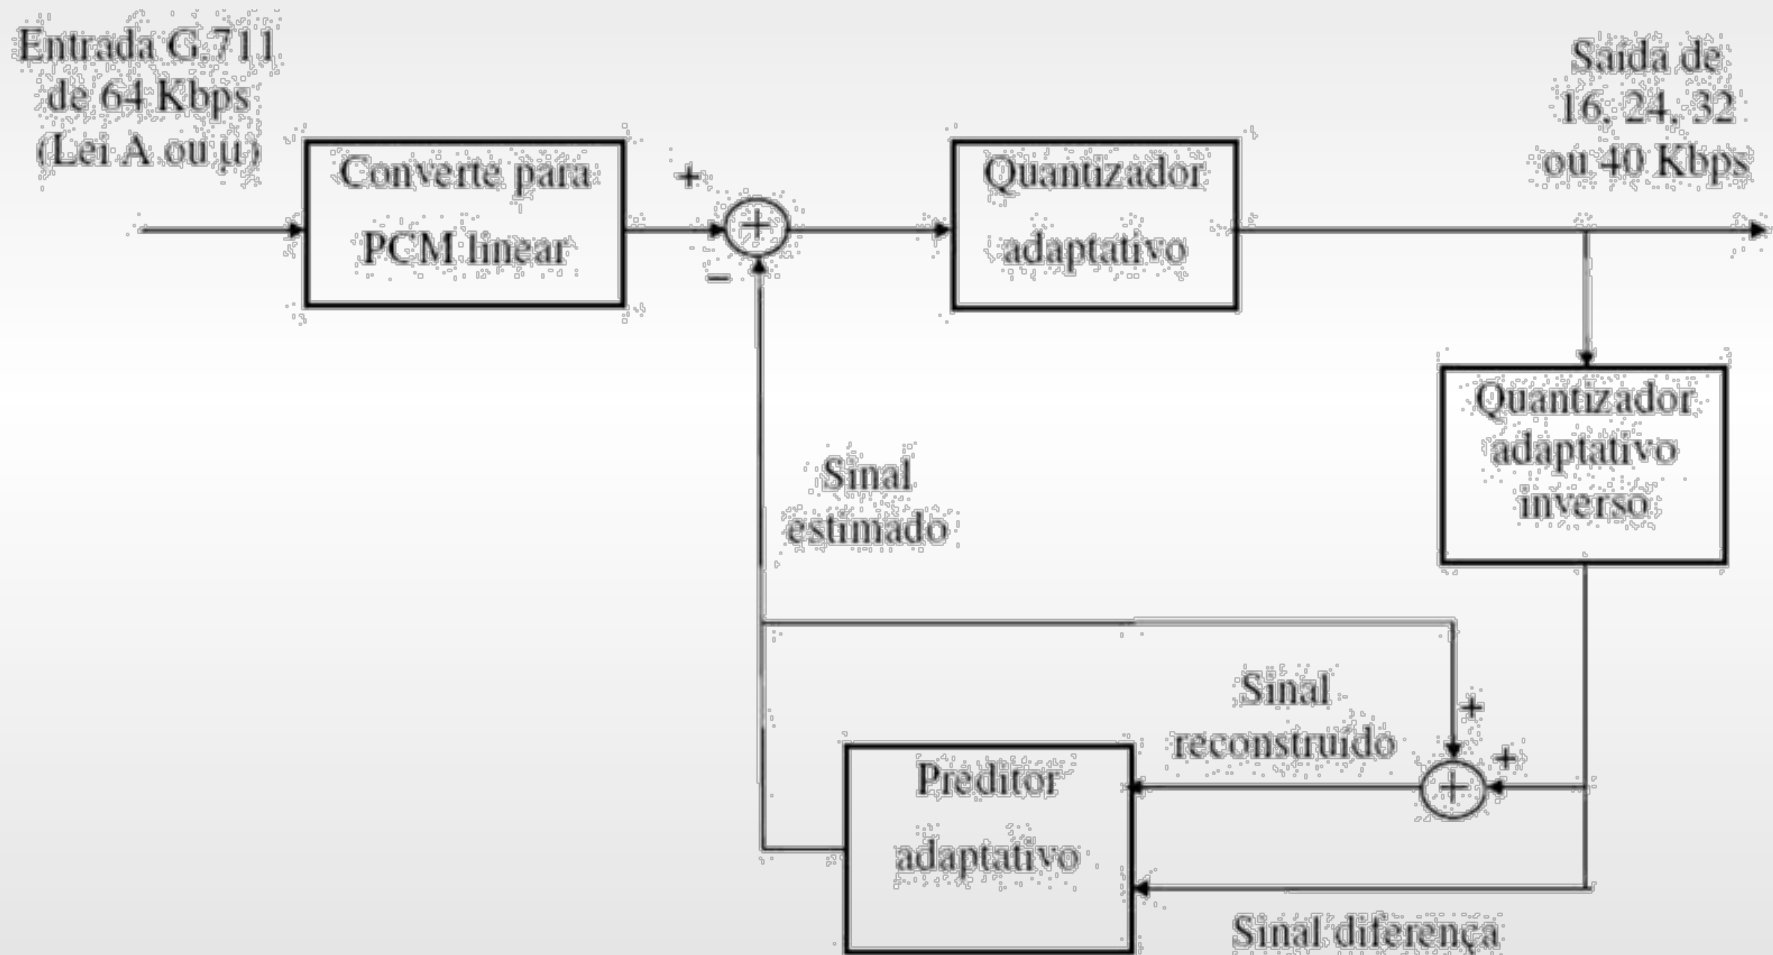 Entrada G.711
de 64 Kbps
(Lei A ou μ)
Saída de
16, 24, 32
ou 40 Kbps
Converte para
PCM linear
+
−
+
Quantizador
adaptativo
Quantizador
adaptativo
inverso
Sinal
estimado
Sinal
reconstruído
+
+
+
Preditor
adaptativo
Sinal diferença